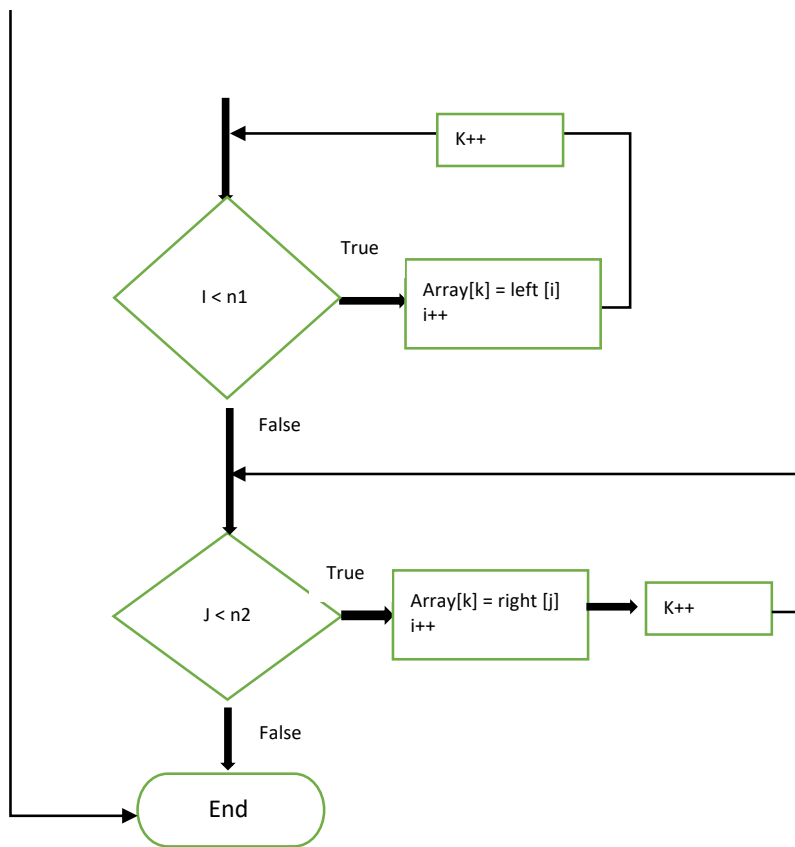 K++
True
I < n1
Array[k] = left [i]
i++
False
True
J < n2
Array[k] = right [j]
i++
K++
False
End